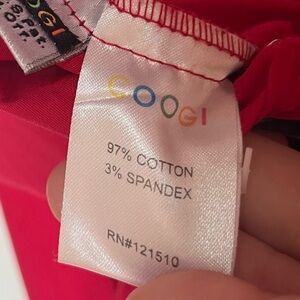 COOGI
97% COTTON
3% SPANDEX
RN#121510